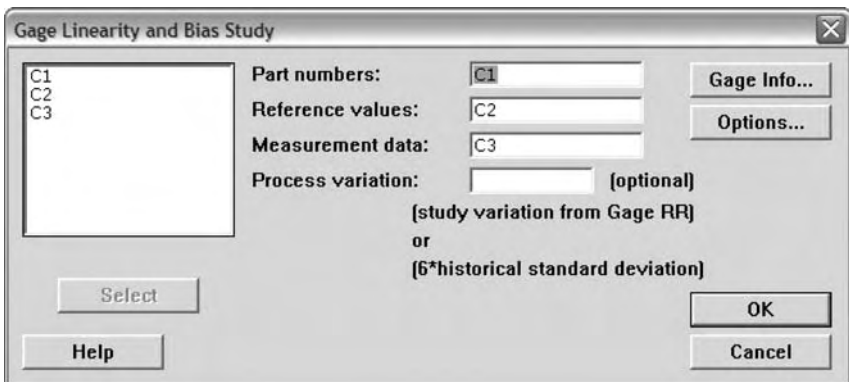 Gage Linearity and Bias Study
C1
C2
C3
Part numbers: C1
Reference values: C2
Measurement data: C3
Process variation: (optional)
(study variation from Gage RR)
or
(6*historical standard deviation)
Gage Info...
Options...
Select
Help
OK
Cancel